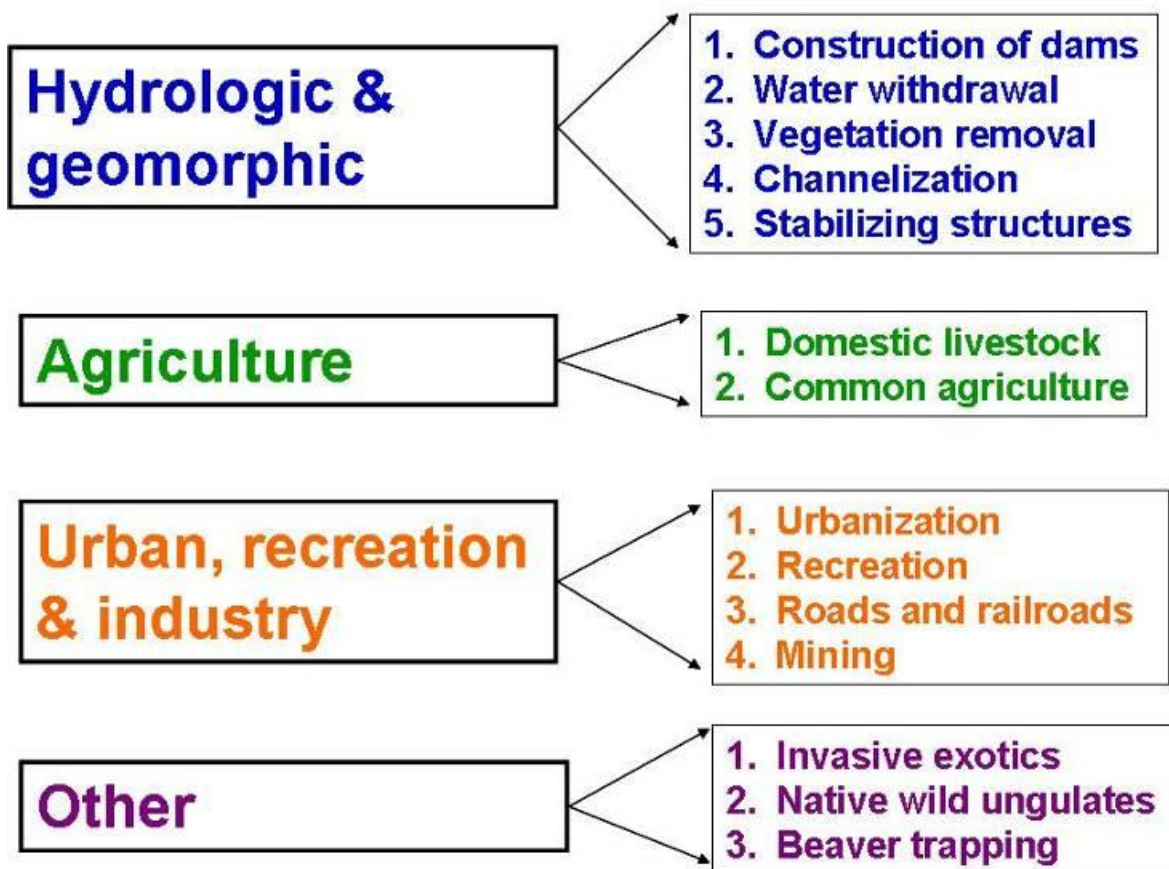 Hydrologic &
geomorphic
1. Construction of dams
2. Water withdrawal
3. Vegetation removal
4. Channelization
5. Stabilizing structures
Agriculture
1. Domestic livestock
2. Common agriculture
Urban, recreation
& industry
1. Urbanization
2. Recreation
3. Roads and railroads
4. Mining
Other
1. Invasive exotics
2. Native wild ungulates
3. Beaver trapping